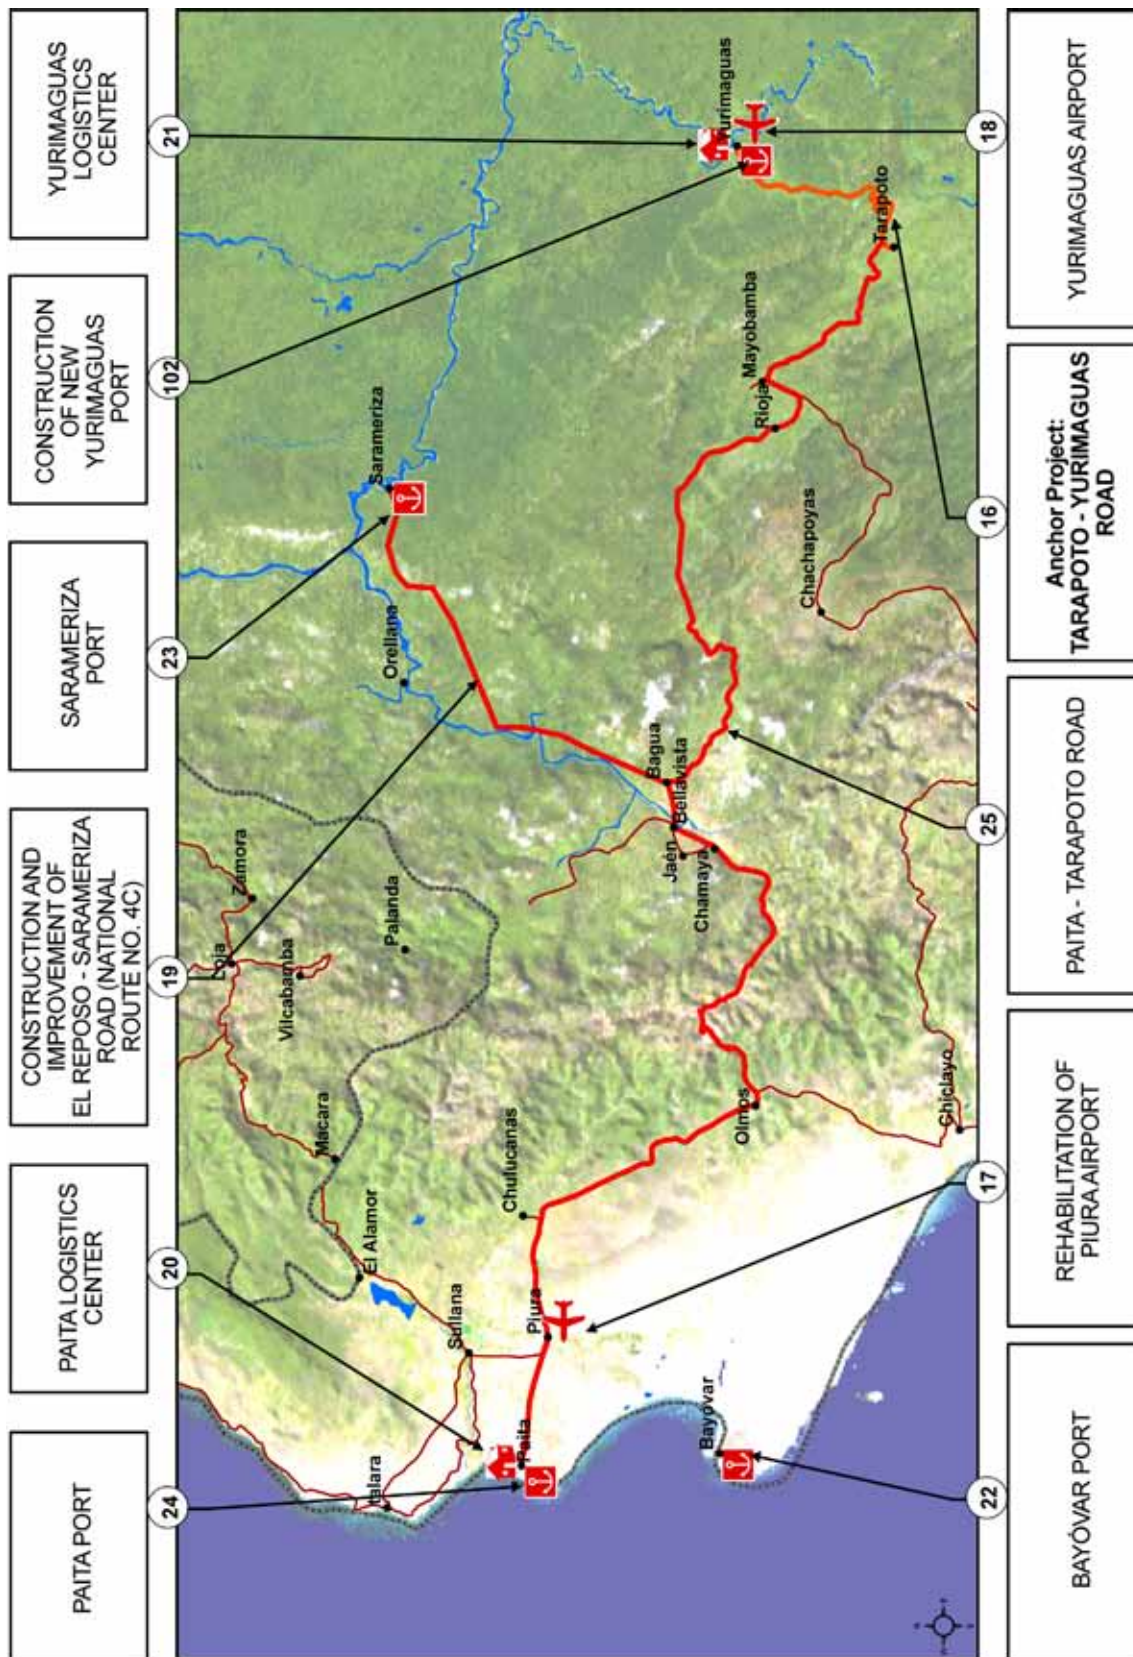 PAITA PORT
PAITA LOGISTICS
CENTER
CONSTRUCTION AND
IMPROVEMENT OF
EL REPOSO - SARAMERIZA
ROAD (NATIONAL
ROUTE NO. 4C)
SARAMERIZA
PORT
CONSTRUCTION
OF NEW
YURIMAGUAS
PORT
YURIMAGUAS
LOGISTICS
CENTER
24
20
19
23
102
21
Loja
Zamora
Vilcabamba
Macara
El Alamor
Palanda
Talara
Sullana
Chulucanas
Orellana
Sarameriza
Paita
Piura
Bagua
Bellavista
Jaén
Chamaya
Yurimaguas
Bayóvar
Olmos
Rioja
Mayobamba
Chachapoyas
Tarapoto
Chiclayo
22
17
25
16
18
BAYÓVAR PORT
REHABILITATION OF
PIURA AIRPORT
PAITA - TARAPOTO ROAD
Anchor Project:
TARAPOTO - YURIMAGUAS
ROAD
YURIMAGUAS AIRPORT